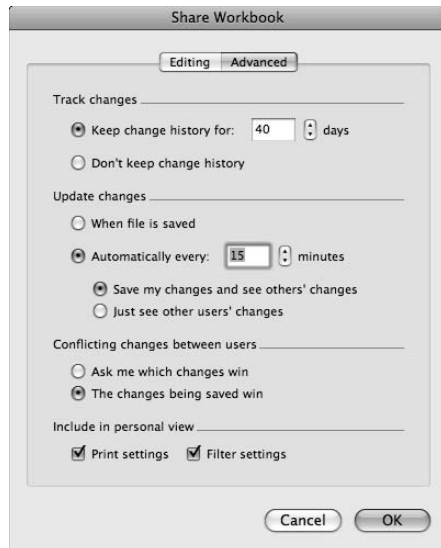 Share Workbook
Editing Advanced
Track changes
Keep change history for: 40 days
Don't keep change history
Update changes
When file is saved
Automatically every: 15 minutes
Save my changes and see others' changes
Just see other users' changes
Conflicting changes between users
Ask me which changes win
The changes being saved win
Include in personal view
Print settings Filter settings
Cancel OK